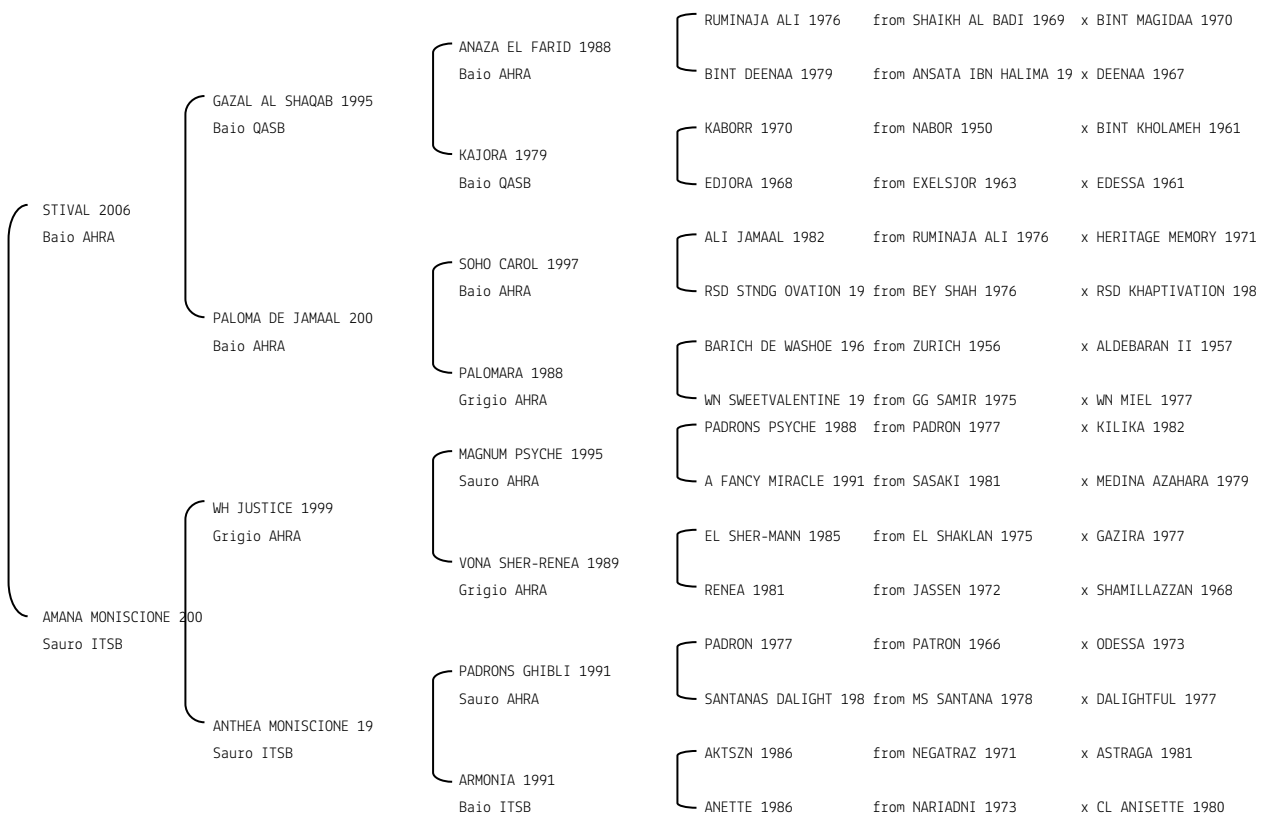 RUMINAJA ALI 1976 from SHAIKH AL BADI 1969 x BINT MAGIDAA 1970
ANAZA EL FARID 1988
Baio AHRA BINT DEENAA 1979 from ANSATA IBN HALIMA 19 x DEENAA 1967
GAZAL AL SHAQAB 1995
Baio QASB KABORR 1970 from NABOR 1950 x BINT KHOLAMEH 1961
KAJORA 1979
Baio QASB EDJORA 1968 from EXELSJOR 1963 x EDESSA 1961
STIVAL 2006
Baio AHRA ALI JAMAAL 1982 from RUMINAJA ALI 1976 x HERITAGE MEMORY 1971
SOHO CAROL 1997
Baio AHRA RSD STNDG OVATION 19 from BEY SHAH 1976 x RSD KHAPTIVATION 198
PALOMA DE JAMAAL 200
Baio AHRA BARICH DE WASHOE 196 from ZURICH 1956 x ALDEBARAN II 1957
PALOMARA 1988
Grigio AHRA WN SWEETVALENTINE 19 from GG SAMIR 1975 x WN MIEL 1977
PADRONS PSYCHE 1988 from PADRON 1977 x KILIKA 1982
MAGNUM PSYCHE 1995
Sauro AHRA A FANCY MIRACLE 1991 from SASAKI 1981 x MEDINA AZAHARA 1979
WH JUSTICE 1999
Grigio AHRA EL SHER-MANN 1985 from EL SHAKLAN 1975 x GAZIRA 1977
VONA SHER-RENEA 1989
Grigio AHRA RENEA 1981 from JASSEN 1972 x SHAMILLAZZAN 1968
AMANA MONISCIONE 200
Sauro ITSB PADRON 1977 from PATRON 1966 x ODESSA 1973
PADRONS GHIBLI 1991
Sauro AHRA SANTANAS DALIGHT 198 from MS SANTANA 1978 x DALIGHTFUL 1977
ANTHEA MONISCIONE 19
Sauro ITSB AKTSZN 1986 from NEGATRAZ 1971 x ASTRAGA 1981
ARMONIA 1991
Baio ITSB ANETTE 1986 from NARIADNI 1973 x CL ANISETTE 1980